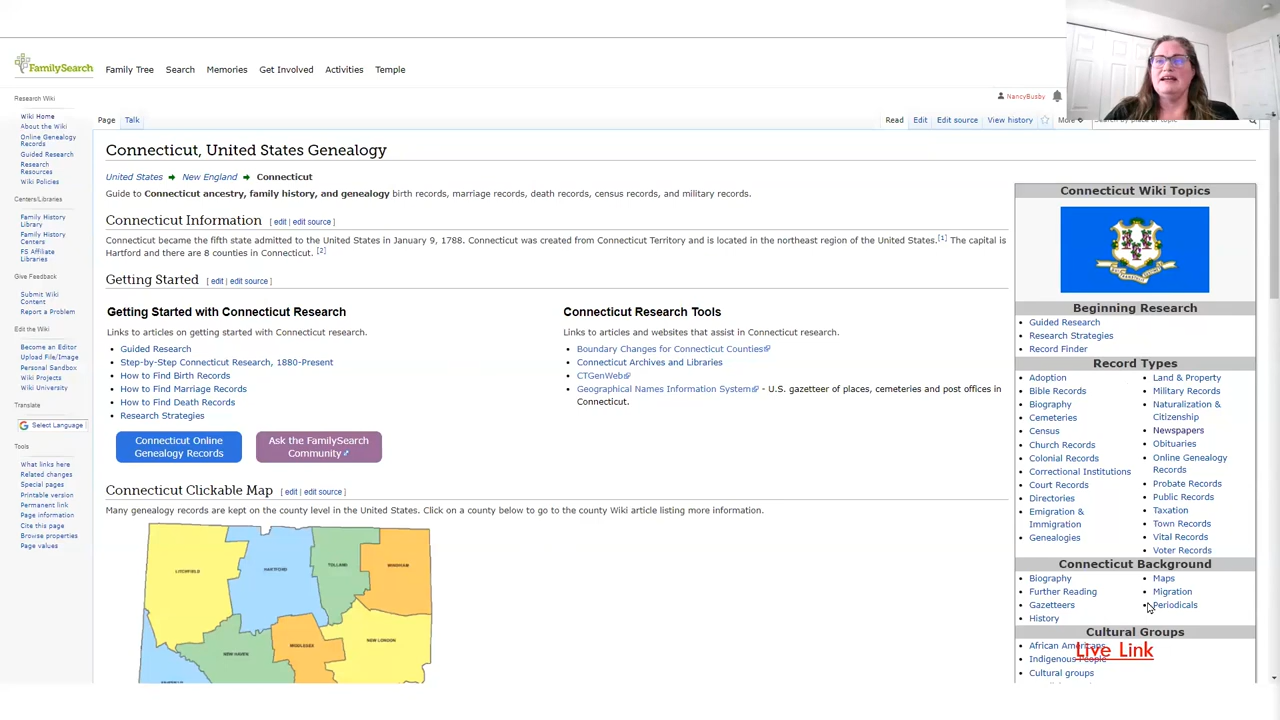 FamilySearch
Family Tree
Search
Memories
Get Involved
Activities
Temple
NancyBusby
Research Wiki
Wiki Home
About the Wiki
Online Genealogy
Records
Guided Research
Research
Resources
Wiki Policies
Centers/Libraries
Family History
Library
Family History
Centers
FS Affiliate
Libraries
Give Feedback
Submit Wiki
Content
Report a Problem
Edit the Wiki
Become an Editor
Upload File/Image
Personal Sandbox
Wiki Projects
Wiki University
Translate
Select Language
Tools
What links here
Related changes
Special pages
Printable version
Permanent link
Page information
Cite this page
Browse properties
Page values
Page
Talk
Read
Edit
Edit source
View history
More
Search by place or topic
Connecticut, United States Genealogy
United States
New England
Connecticut
Guide to Connecticut ancestry, family history, and genealogy birth records, marriage records, death records, census records, and military records.
Connecticut Information [ edit | edit source ]
Connecticut became the fifth state admitted to the United States in January 9, 1788. Connecticut was created from Connecticut Territory and is located in the northeast region of the United States.[1] The capital is
Hartford and there are 8 counties in Connecticut. [2]
Getting Started [ edit | edit source ]
Getting Started with Connecticut Research
Links to articles on getting started with Connecticut research.
• Guided Research
• Step-by-Step Connecticut Research, 1880-Present
• How to Find Birth Records
• How to Find Marriage Records
• How to Find Death Records
• Research Strategies
Connecticut Research Tools
Links to articles and websites that assist in Connecticut research.
• Boundary Changes for Connecticut Counties
• Connecticut Archives and Libraries
• CTGenWeb
• Geographical Names Information System - U.S. gazetteer of places, cemeteries and post offices in
Connecticut.
Connecticut Online
Genealogy Records
Ask the FamilySearch
Community
Connecticut Clickable Map [ edit | edit source ]
Many genealogy records are kept on the county level in the United States. Click on a county below to go to the county Wiki article listing more information.
LITCHFIELD
HARTFORD
TOLLAND
WINDHAM
NEW HAVEN
MIDDLESEX
NEW LONDON
Connecticut Wiki Topics
Beginning Research
• Guided Research
• Research Strategies
• Record Finder
Record Types
• Adoption
• Bible Records
• Biography
• Cemeteries
• Census
• Church Records
• Colonial Records
• Correctional Institutions
• Court Records
• Directories
• Emigration &
Immigration
• Genealogies
• Land & Property
• Military Records
• Naturalization &
Citizenship
• Newspapers
• Obituaries
• Online Genealogy
Records
• Probate Records
• Public Records
• Taxation
• Town Records
• Vital Records
• Voter Records
Connecticut Background
• Biography
• Further Reading
• Gazetteers
• History
• Maps
• Migration
• Periodicals
Cultural Groups
• African Americans
• Indigenous People
• Cultural groups
Live Link